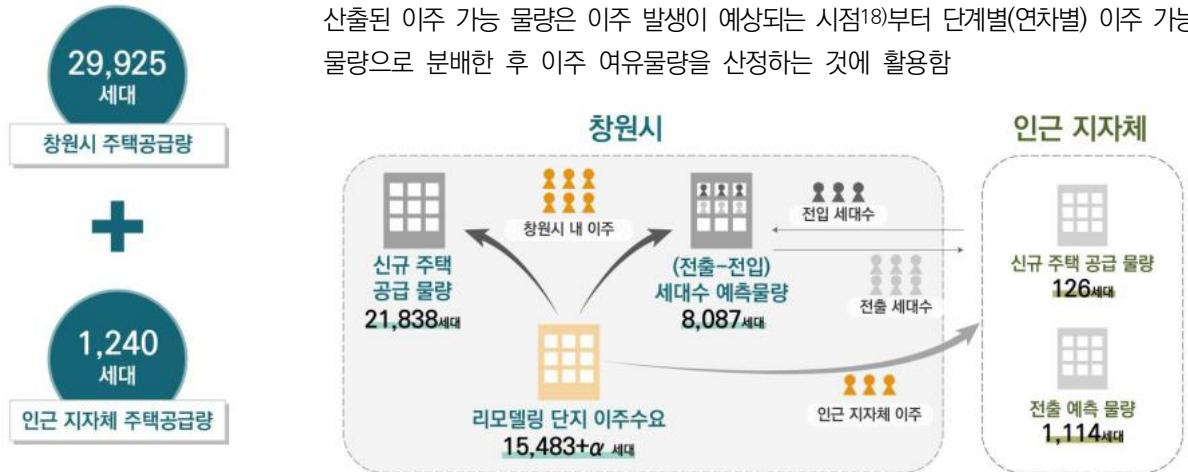 산출된 이주 가능 물량은 이주 발생이 예상되는 시점18)부터 단계별(연차별) 이주 가능
물량으로 분배한 후 이주 여유물량을 산정하는 것에 활용함
29,925
세대
창원시 주택공급량
+
1,240
세대
인근 지자체 주택공급량
창원시
창원시 내 이주
신규 주택
공급 물량
21,838세대
(전출-전입)
세대수 예측물량
8,087세대
전입 세대수
전출 세대수
리모델링 단지 이주수요
15,483+α 세대
인근 지자체 이주
인근 지자체
신규 주택 공급 물량
126세대
전출 예측 물량
1,114세대